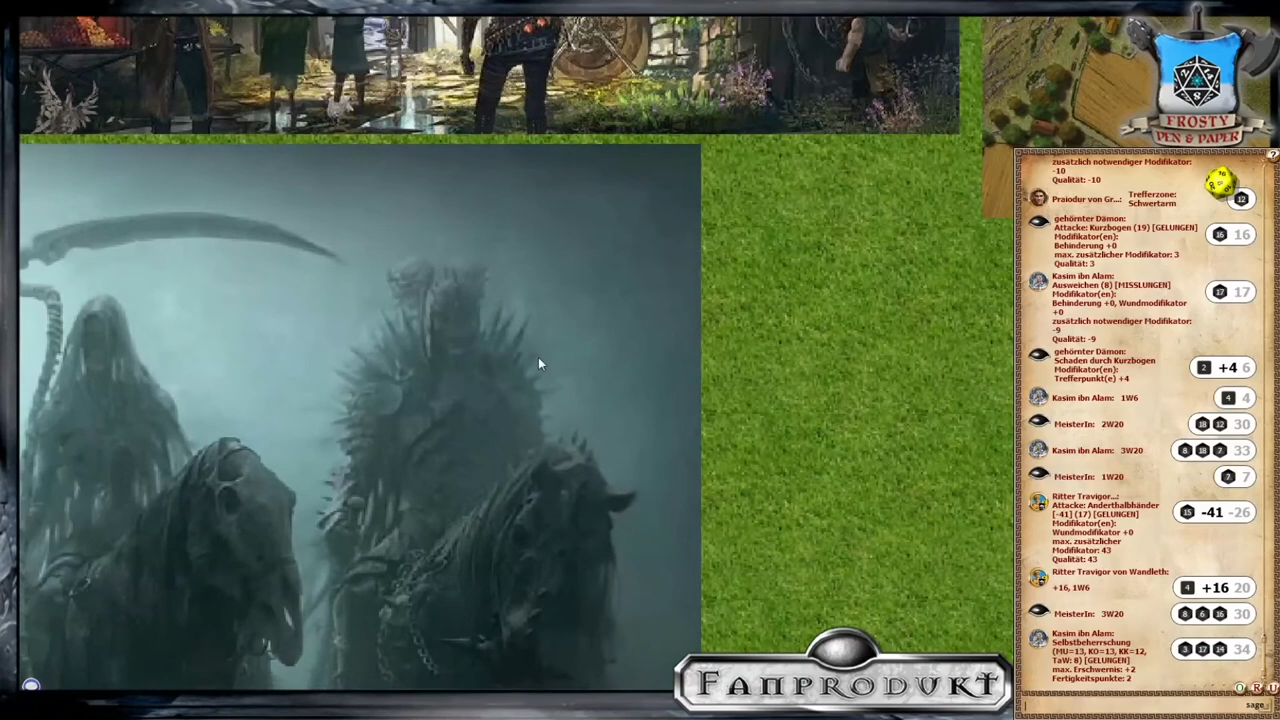 FROSTY
PEN & PAPER
?
zusätzlich notwendiger Modifikator:
-10
Qualität: -10
Praiodur von Gr...: Trefferzone:
Schwertarm
12
gehörnter Dämon:
Attacke: Kurzbogen (19) [GELUNGEN]
Modifikator(en):
Behinderung +0
max. zusätzlicher Modifikator: 3
Qualität: 3
16 16
Kasim ibn Alam:
Ausweichen (8) [MISSLUNGEN]
Modifikator(en):
Behinderung +0, Wundmodifikator
+0
zusätzlich notwendiger Modifikator:
-9
Qualität: -9
17 17
gehörnter Dämon:
Schaden durch Kurzbogen
Modifikator(en):
Trefferpunkt(e) +4
2 +4 6
Kasim ibn Alam: 1W6 4 4
MeisterIn: 2W20 18 12 30
Kasim ibn Alam: 3W20 8 18 7 33
MeisterIn: 1W20 7 7
Ritter Travigor...:
Attacke: Anderthalbhänder
[-41] (17) [GELUNGEN]
Modifikator(en):
Wundmodifikator +0
max. zusätzlicher
Modifikator: 43
Qualität: 43
15 -41 -26
Ritter Travigor von Wandleth:
+16, 1W6 4 +16 20
MeisterIn: 3W20 8 6 16 30
Kasim ibn Alam:
Selbstbeherrschung
(MU=13, KO=13, KK=12,
TaW: 8) [GELUNGEN]
max. Erschwernis: +2
Fertigkeitspunkte: 2
3 17 14 34
O R U
sage
FANPRODUKT